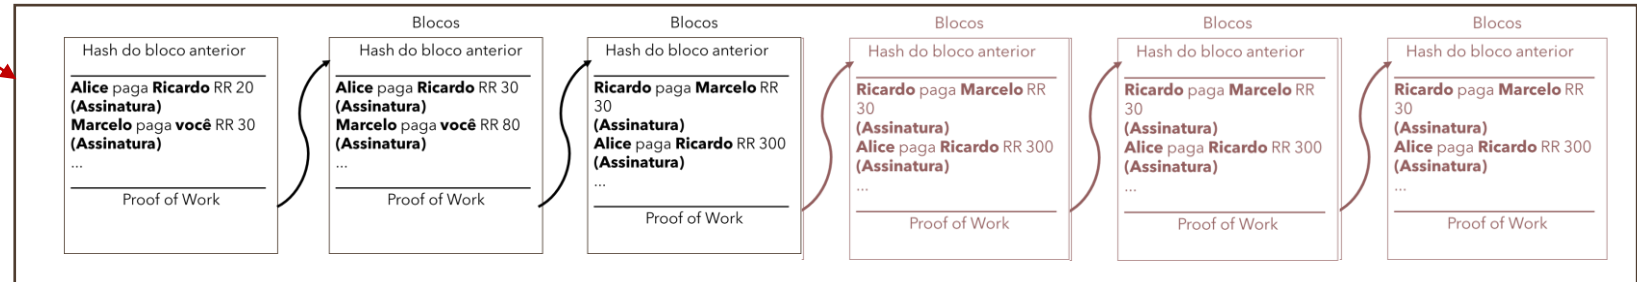 Hash do bloco anterior
Alice paga Ricardo RR 20
(Assinatura)
Marcelo paga você RR 30
(Assinatura)
...
Proof of Work
Blocos
Hash do bloco anterior
Alice paga Ricardo RR 30
(Assinatura)
Marcelo paga você RR 80
(Assinatura)
...
Proof of Work
Blocos
Hash do bloco anterior
Ricardo paga Marcelo RR
30
(Assinatura)
Alice paga Ricardo RR 300
(Assinatura)
...
Proof of Work
Blocos
Hash do bloco anterior
Ricardo paga Marcelo RR
30
(Assinatura)
Alice paga Ricardo RR 300
(Assinatura)
...
Proof of Work
Blocos
Hash do bloco anterior
Ricardo paga Marcelo RR
30
(Assinatura)
Alice paga Ricardo RR 300
(Assinatura)
...
Proof of Work
Blocos
Hash do bloco anterior
Ricardo paga Marcelo RR
30
(Assinatura)
Alice paga Ricardo RR 300
(Assinatura)
...
Proof of Work